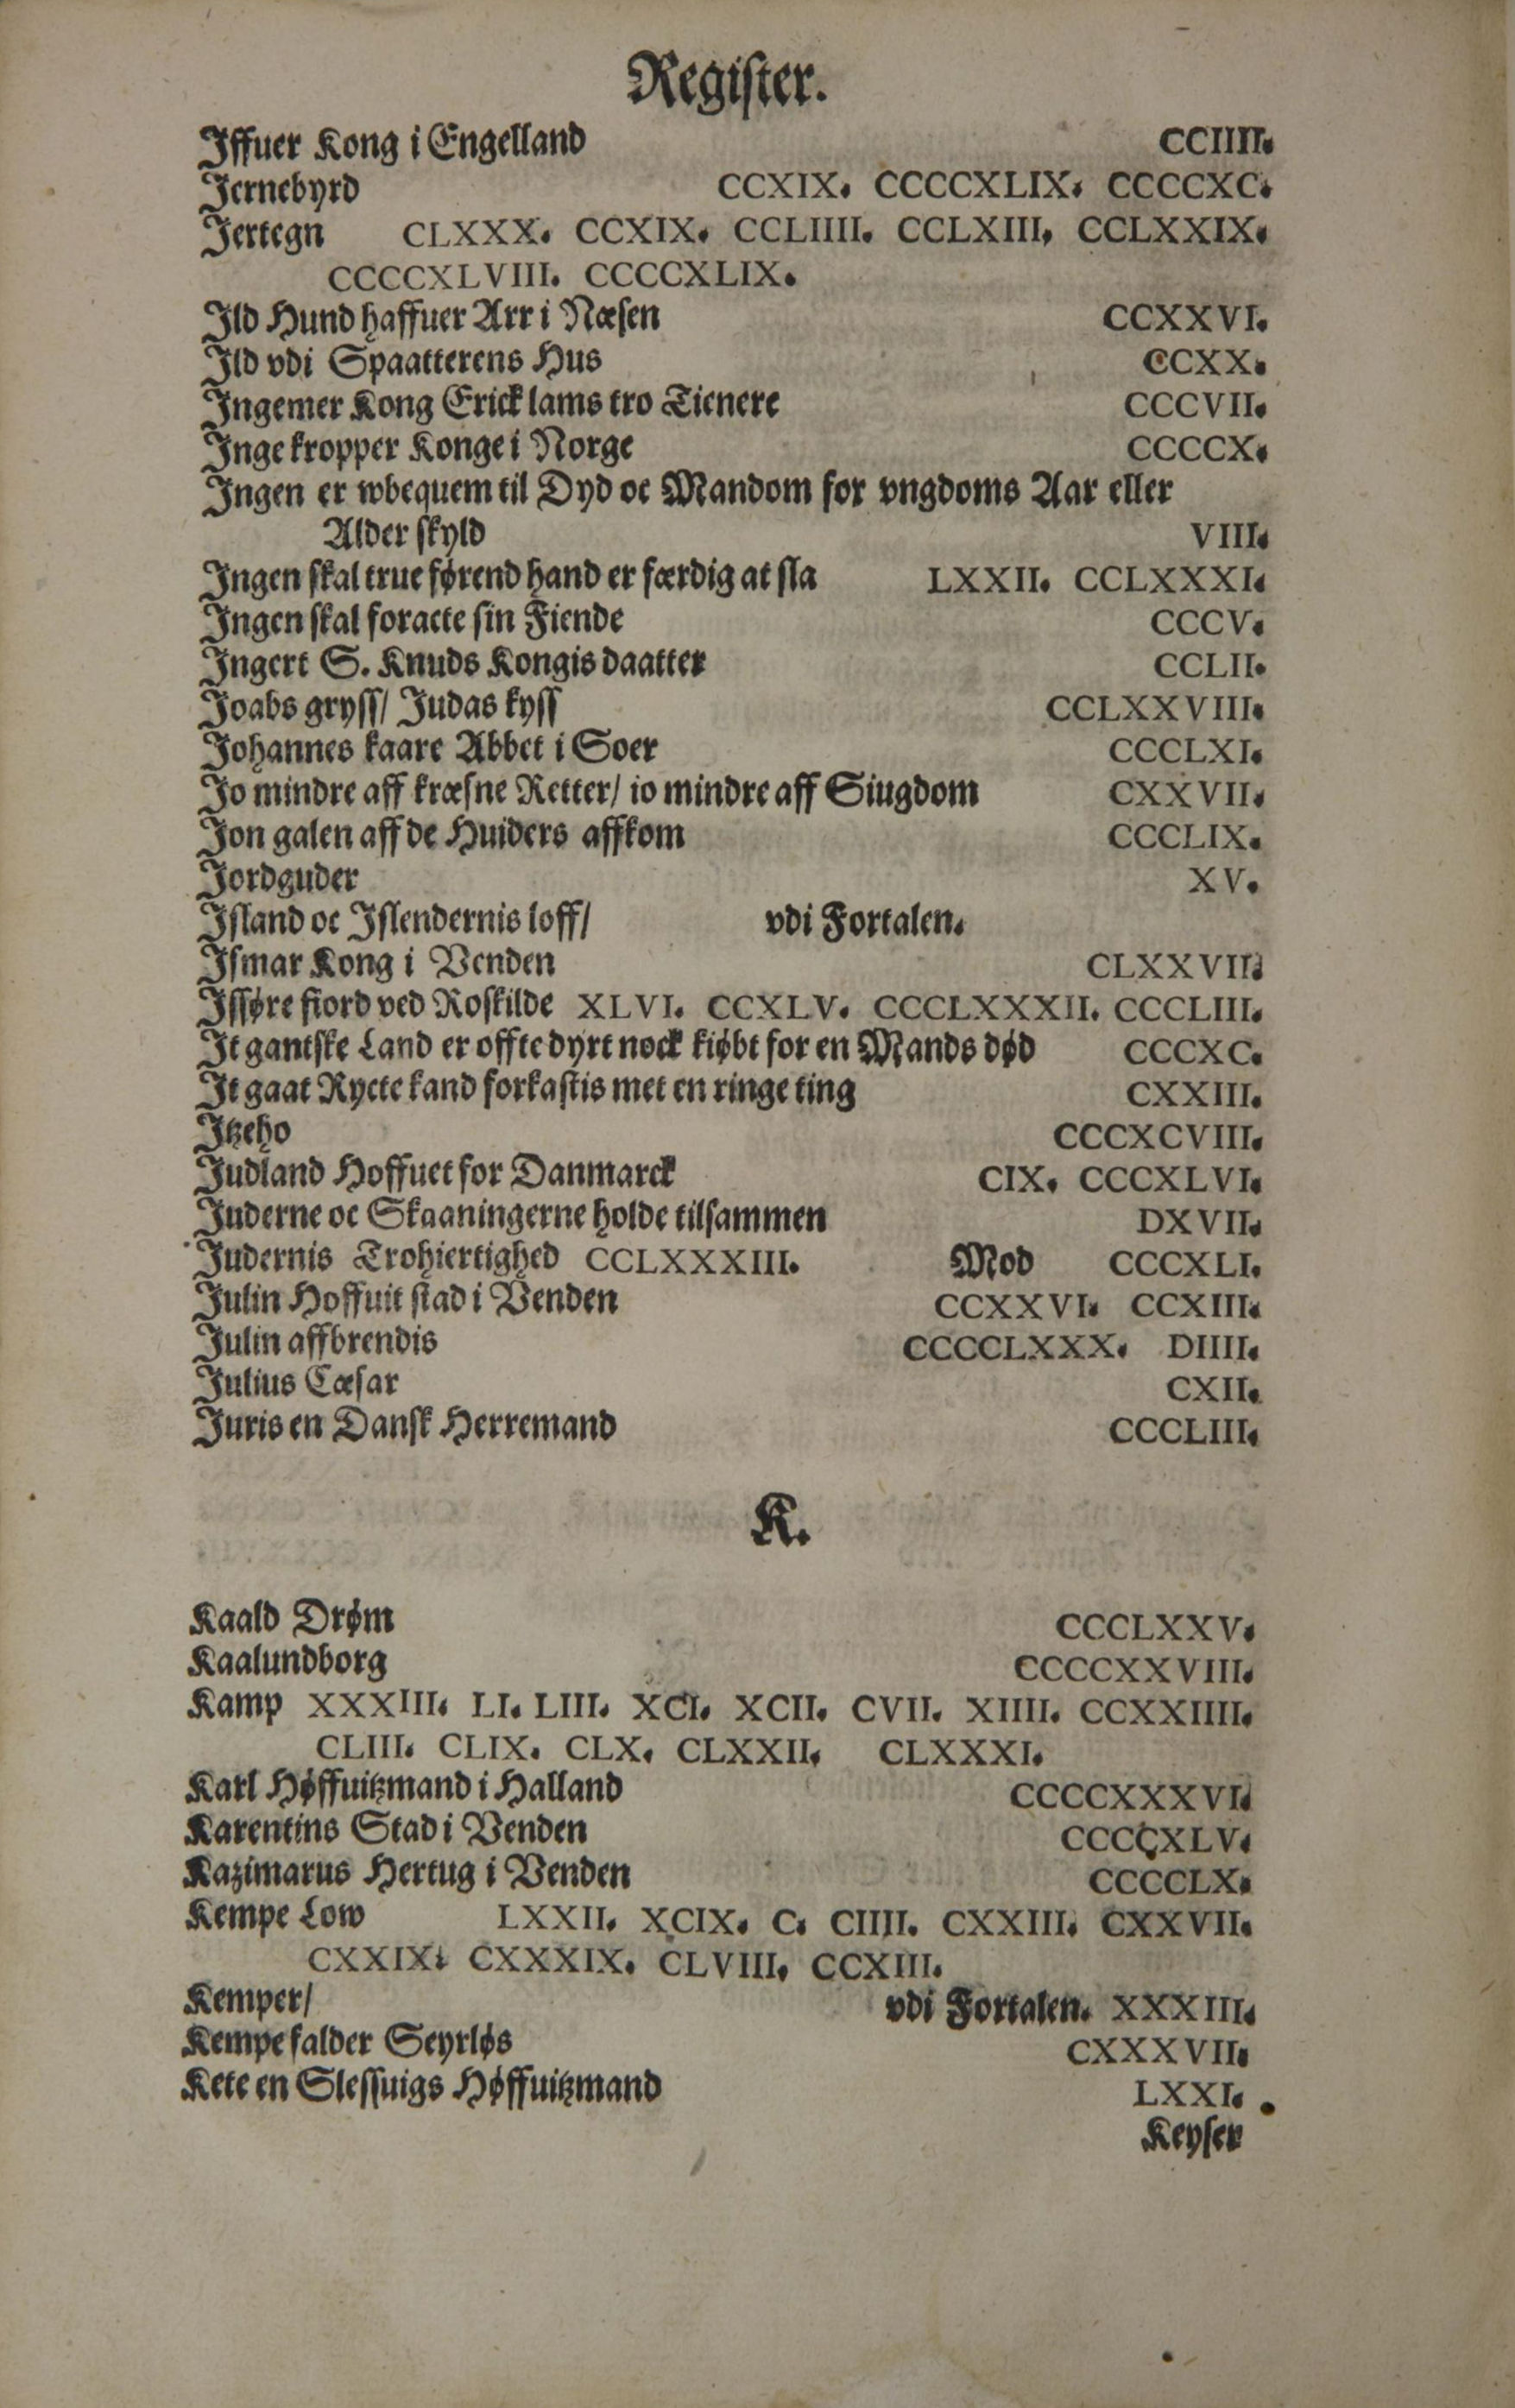 Regiſter.
Iffuer Kong i Engelland CCIIII.
Jernebyrd CCXIX. CCCCXLIX. CCCCXC.
Jertegn CLXXX. CCXIX. CCLIIII. CCLXIII, CCLXXIX.
CCCCXLVIII. CCCCXLIX.
Ild Hund haffuer Arr i Næſen CCXXVI.
Ild vdi Spaatterens Hus CCXX.
Ingemer Kong Erick lams tro Tienere CCCVII.
Inge kropper Konge i Norge CCCCX.
Ingen er wbequem til Dyd oc Mandom for vngdoms Aar eller
Alder ſkyld VIII.
Ingen ſkal true førend hand er færdig at ſla LXXII. CCLXXXI.
Ingen ſkal foracte ſin Fiende CCCV.
Ingert S. Knuds Kongis daatter CCLII.
Joabs gryſſ/ Judas kyſſ CCLXXVIII.
Johannes kaare Abbet i Soer CCCLXI.
Jo mindre aff kræſne Retter/ io mindre aff Siugdom CXXVII.
Jon galen aff de Huiders affkom CCCLIX.
Jordguder XV.
Iſland oc Iſlendernis loff/ vdi Fortalen.
Iſmar Kong i Venden CLXXVII.
Iſſøre fiord ved Roſkilde XLVI. CCXLV. CCCLXXXII. CCCLIII.
It gantſke Land er offte dyrt nock kiøbt for en Mands død CCCXC.
It gaat Rycte kand forkaſtis met en ringe ting CXXIII.
Itzeho CCCXCVIII.
Judland Hoffuet for Danmarck CIX. CCCXLVI.
Juderne oc Skaaningerne holde tilſammen DXVII.
Judernis Trohiertighed CCLXXXIII. Mod CCCXLI.
Julin Hoffuit ſtad i Venden CCXXVI. CCXIII.
Julin affbrendis CCCCCLXXX. DIIII.
Julius Cæſar CXII.
Juris en Danſk Herremand CCCLIII.
K.
Kaald Drøm CCCLXXV.
Kaalundborg CCCCXXVIII.
Kamp XXXIII. LI. LIII. XCI. XCII. CVII. XIIII. CCXXIIII.
CLIII. CLIX. CLX. CLXXII, CLXXXI.
Karl Høffuitzmand i Halland CCCCXXXVI.
Karentins Stad i Venden CCCCXLV.
Kazimarus Hertug i Venden CCCCCLX.
Kempe Low LXXII. XCIX. C. CIIII. CXXIII. CXXVII.
CXXIX. CXXXIX. CLVIII, CCXIII.
Kemper/ vdi Fortalen. XXXIII.
Kempe falder Seyrløs CXXXVII.
Kete en Sleſſuigs Høffuitzmand LXXI.
Keyſer